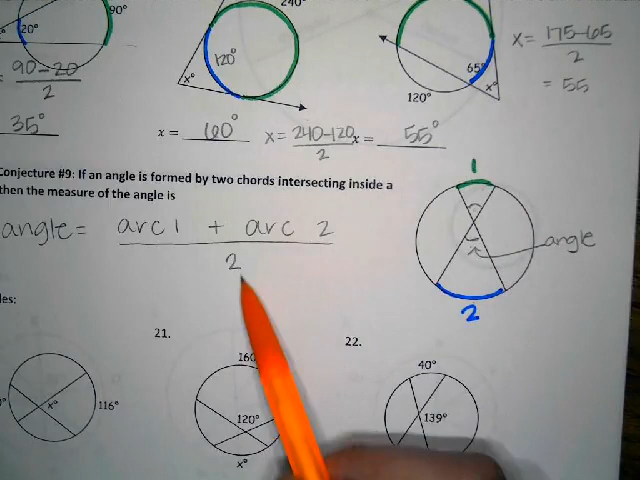 90°
240°
20°
120°
x°
65°
x°
120°
x = 175-65
2
= 55
= 90-20
2
35°
x = 60°
x = 240-120
2
x = 55°
Conjecture #9: If an angle is formed by two chords intersecting inside a
then the measure of the angle is
angle = arc 1 + arc 2
2
1
x
angle
2
les:
21.
22.
x°
116°
160
120°
x°
40°
139°